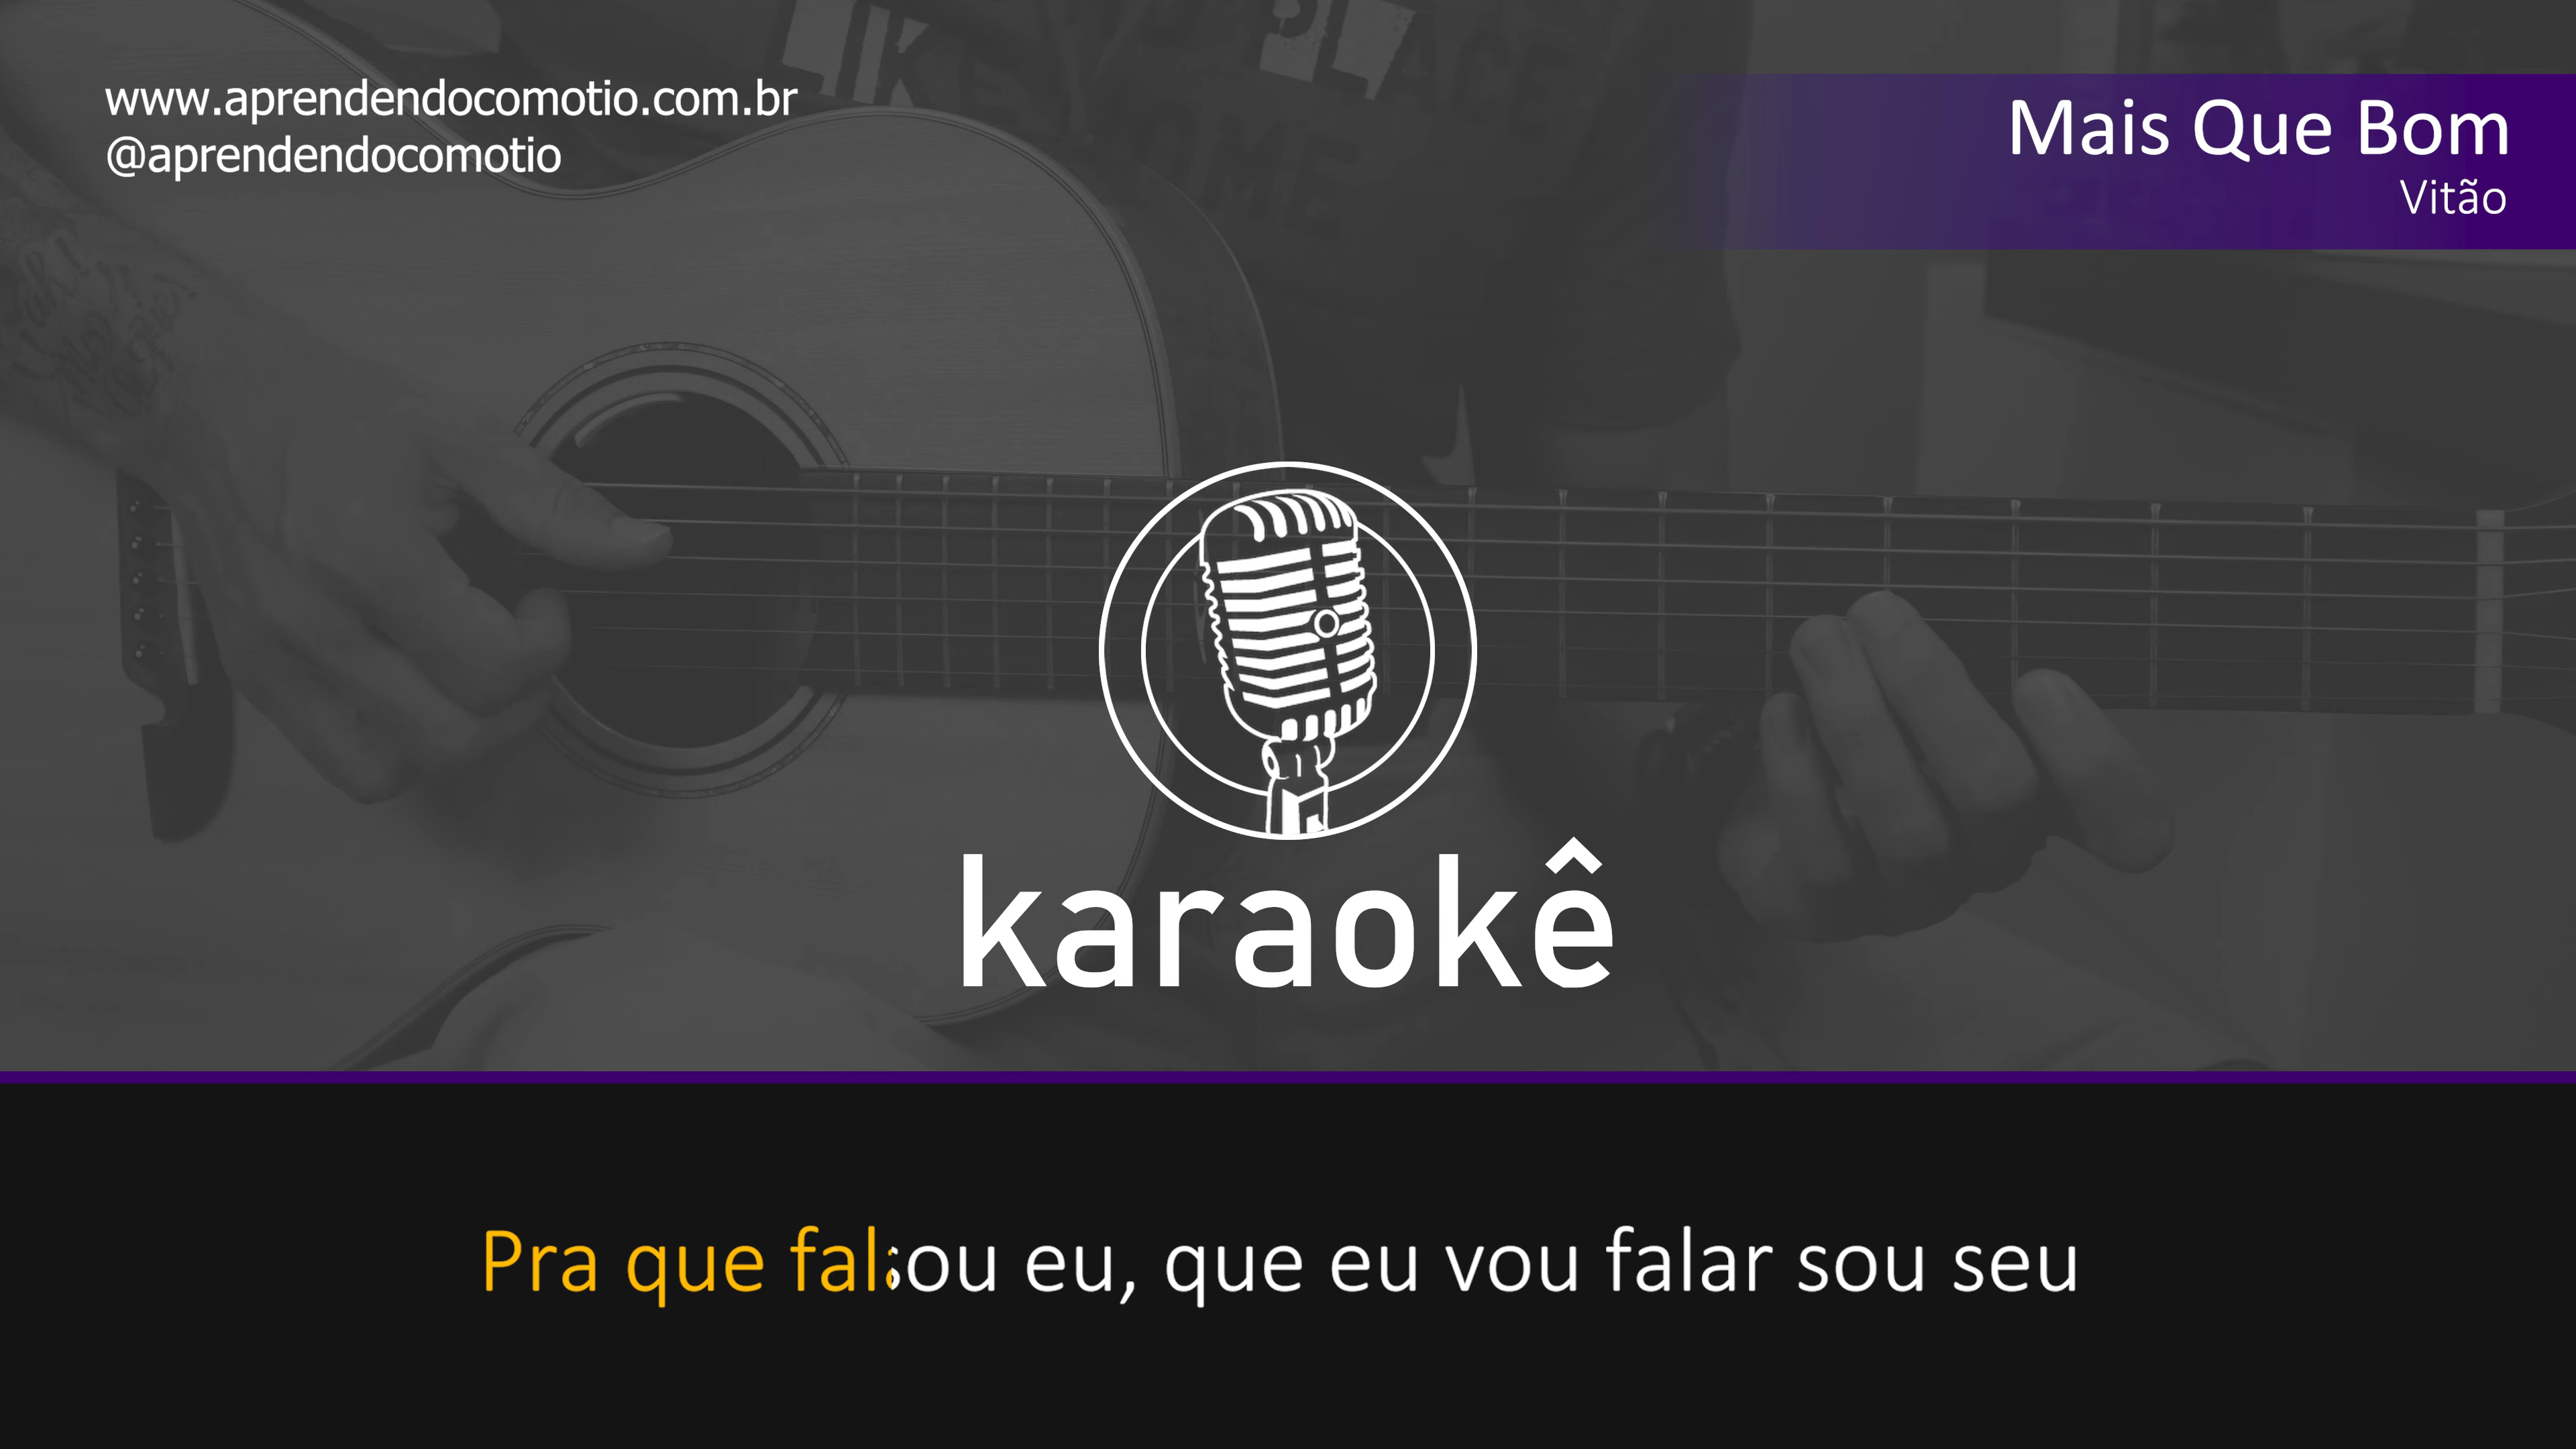 www.aprendendocomotio.com.br
@aprendendocomotio
Mais Que Bom
Vitão
karaokê
Pra que sou eu, que eu vou falar sou seu